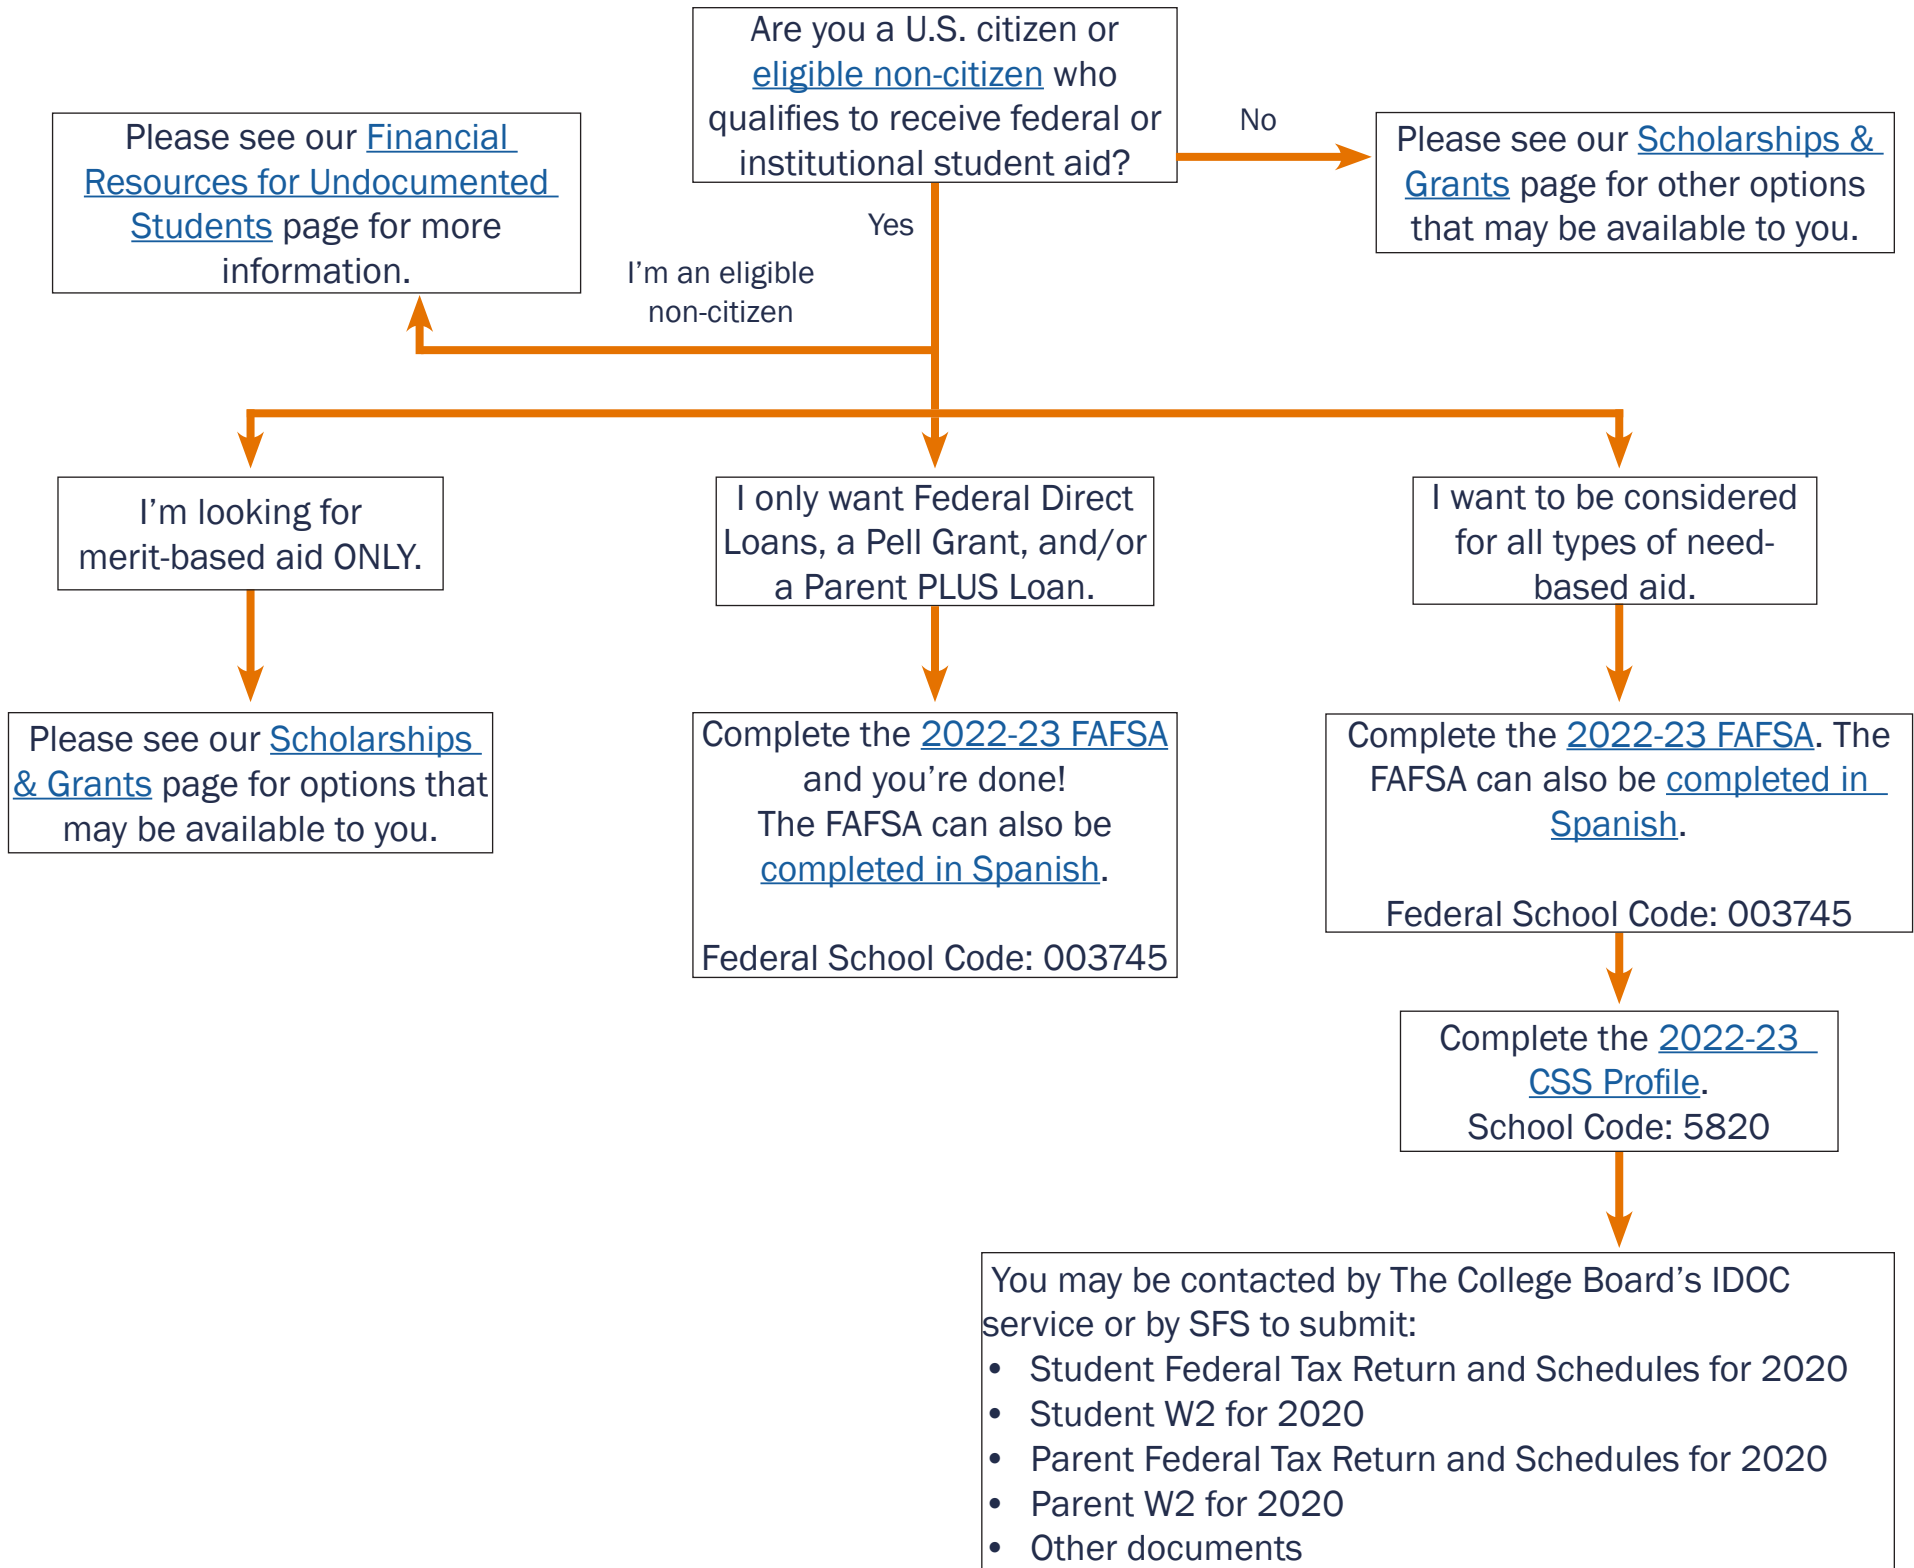 Are you a U.S. citizen or
eligible non-citizen who
qualifies to receive federal or
institutional student aid?
No
Please see our Scholarships &
Grants page for other options
that may be available to you.
Please see our Financial
Resources for Undocumented
Students page for more
information.
Yes
I'm an eligible
non-citizen
I'm looking for
merit-based aid ONLY.
I only want Federal Direct
Loans, a Pell Grant, and/or
a Parent PLUS Loan.
I want to be considered
for all types of need-
based aid.
Please see our Scholarships
& Grants page for options that
may be available to you.
Complete the 2022-23 FAFSA
and you're done!
The FAFSA can also be
completed in Spanish.
Federal School Code: 003745
Complete the 2022-23 FAFSA. The
FAFSA can also be completed in
Spanish.
Federal School Code: 003745
Complete the 2022-23
CSS Profile.
School Code: 5820
You may be contacted by The College Board's IDOC
service or by SFS to submit:
• Student Federal Tax Return and Schedules for 2020
• Student W2 for 2020
• Parent Federal Tax Return and Schedules for 2020
• Parent W2 for 2020
• Other documents